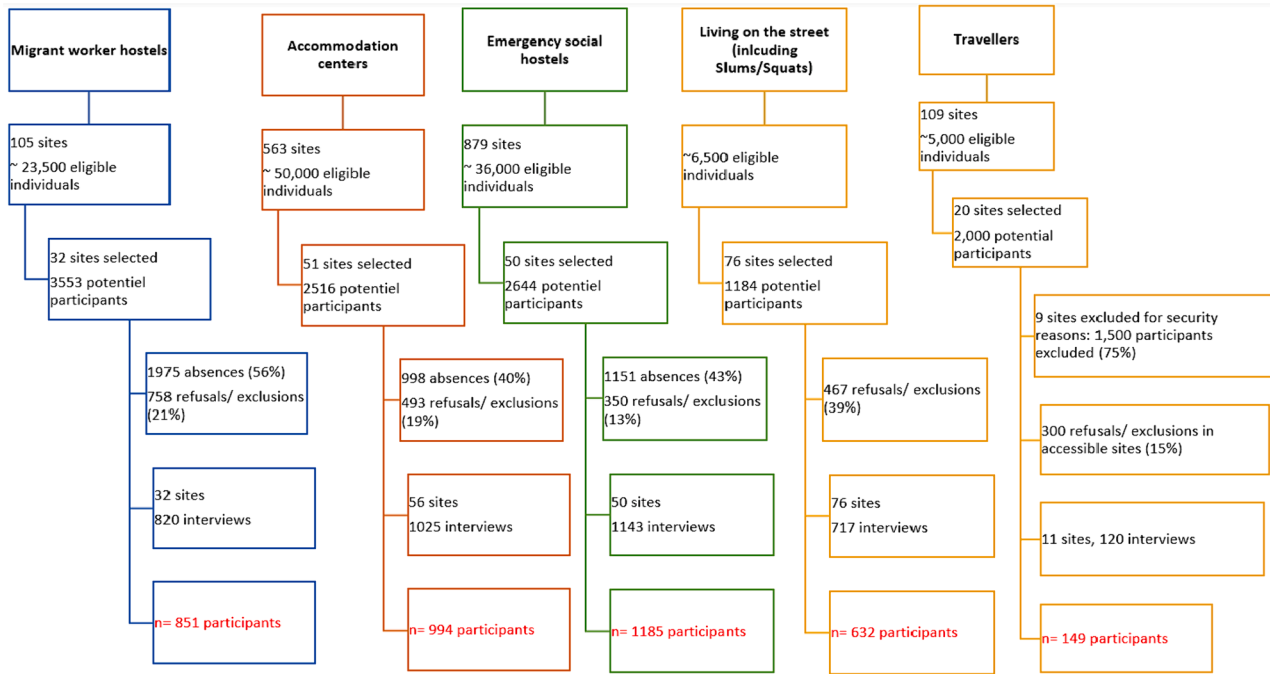 Migrant worker hostels
105 sites
~ 23,500 eligible
individuals
32 sites selected
3553 potentiel
participants
1975 absences (56%)
758 refusals/ exclusions
(21%)
32 sites
820 interviews
n= 851 participants
Accommodation
centers
563 sites
~ 50,000 eligible
individuals
51 sites selected
2516 potentiel
participants
998 absences (40%)
493 refusals/ exclusions
(19%)
56 sites
1025 interviews
n= 994 participants
Emergency social
hostels
879 sites
~ 36,000 eligible
individuals
50 sites selected
2644 potentiel
participants
1151 absences (43%)
350 refusals/ exclusions
(13%)
50 sites
1143 interviews
n= 1185 participants
Living on the street
(inlcuding
Slums/Squats)
~6,500 eligible
individuals
76 sites selected
1184 potentiel
participants
467 refusals/ exclusions
(39%)
76 sites
717 interviews
n= 632 participants
Travellers
109 sites
~5,000 eligible
individuals
20 sites selected
2,000 potential
participants
9 sites excluded for security
reasons: 1,500 participants
excluded (75%)
300 refusals/ exclusions in
accessible sites (15%)
11 sites, 120 interviews
n= 149 participants